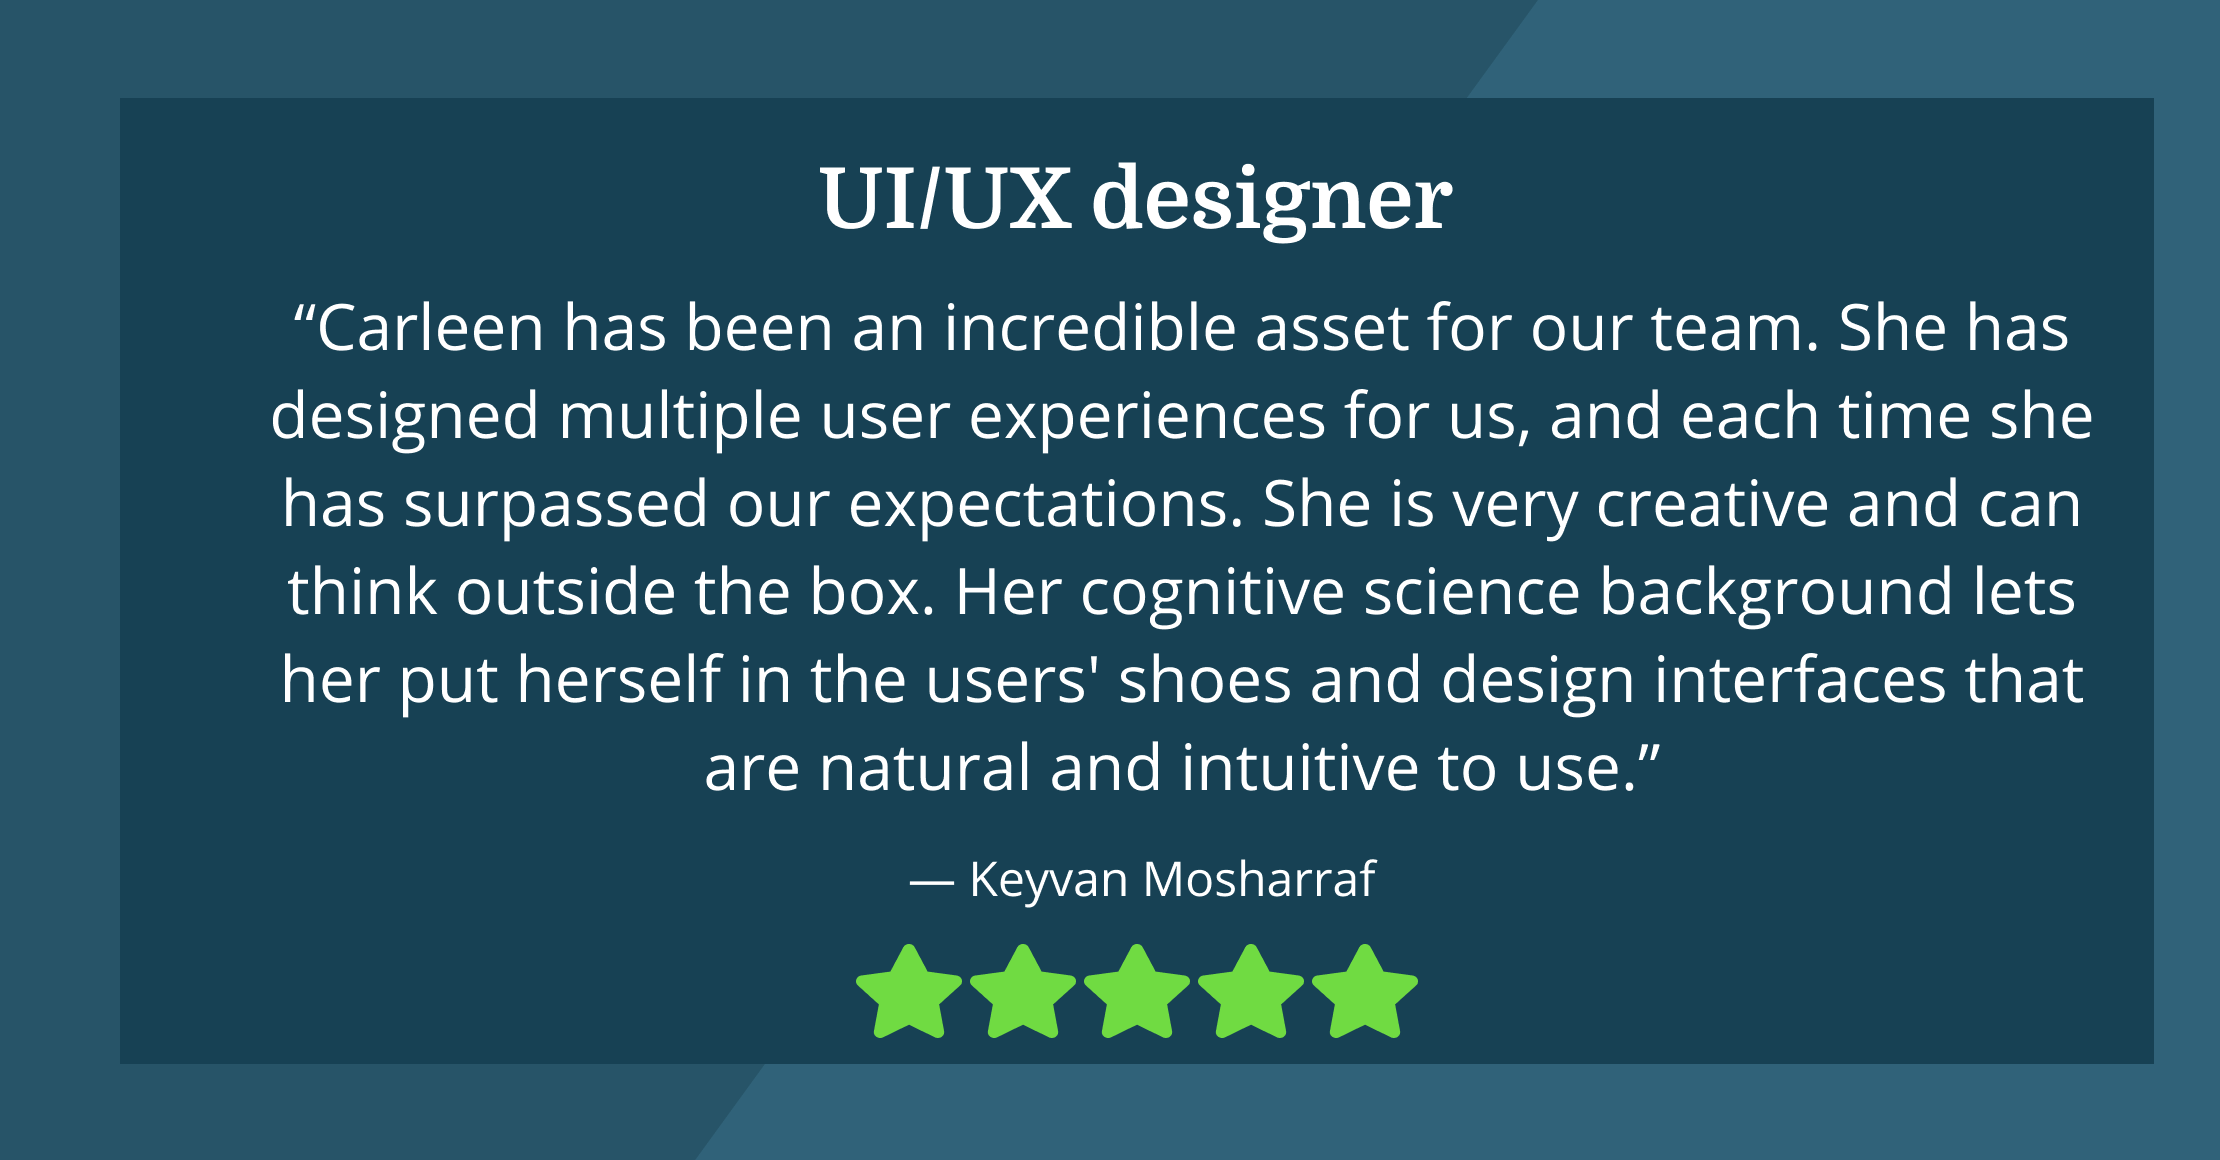 UI/UX designer
“Carleen has been an incredible asset for our team. She has
designed multiple user experiences for us, and each time she
has surpassed our expectations. She is very creative and can
think outside the box. Her cognitive science background lets
her put herself in the users' shoes and design interfaces that
are natural and intuitive to use.”
— Keyvan Mosharraf